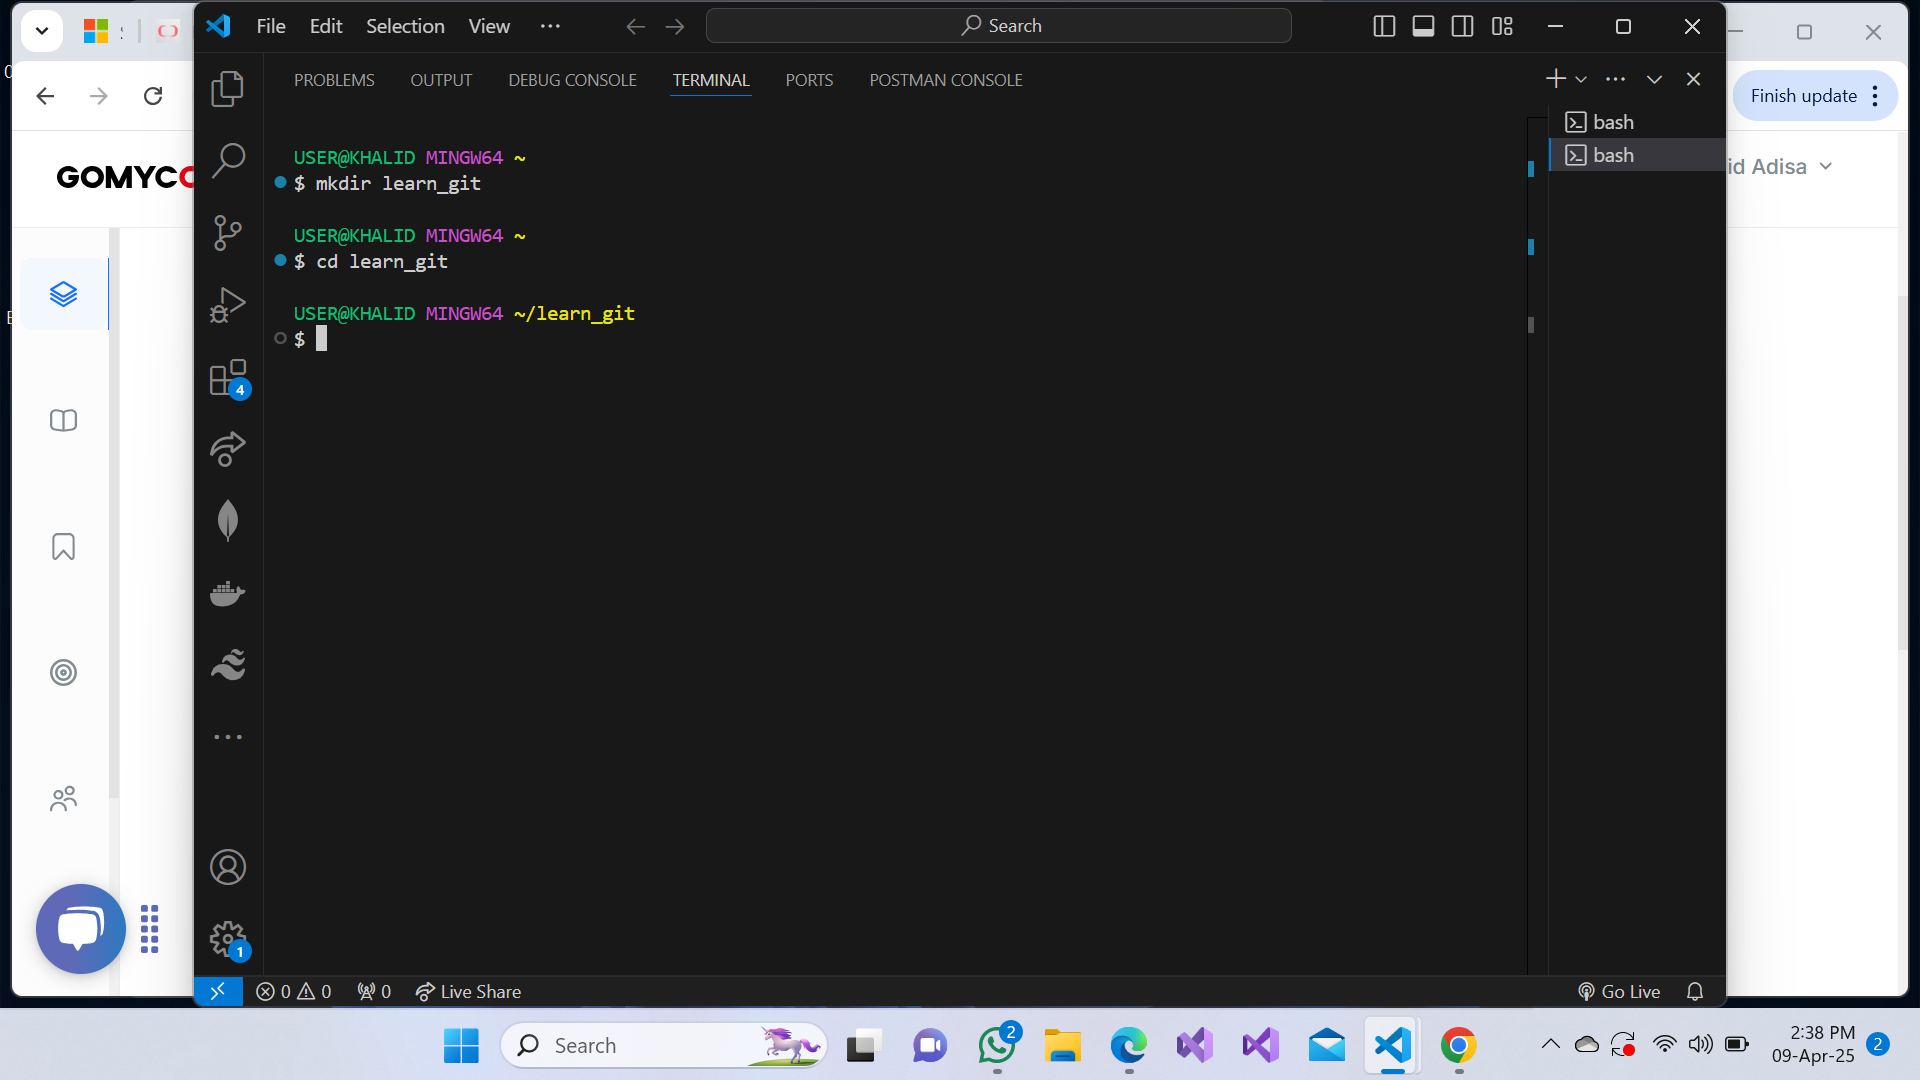 File Edit Selection View ··· Search
PROBLEMS OUTPUT DEBUG CONSOLE TERMINAL PORTS POSTMAN CONSOLE
Finish update
bash
bash
USER@KHALID MINGW64 ~
$ mkdir learn_git
USER@KHALID MINGW64 ~
$ cd learn_git
USER@KHALID MINGW64 ~/learn_git
$
GOMYC
id Adisa
4
1
0 0 0 Live Share Go Live
Search
2
2:38 PM
09-Apr-25
2